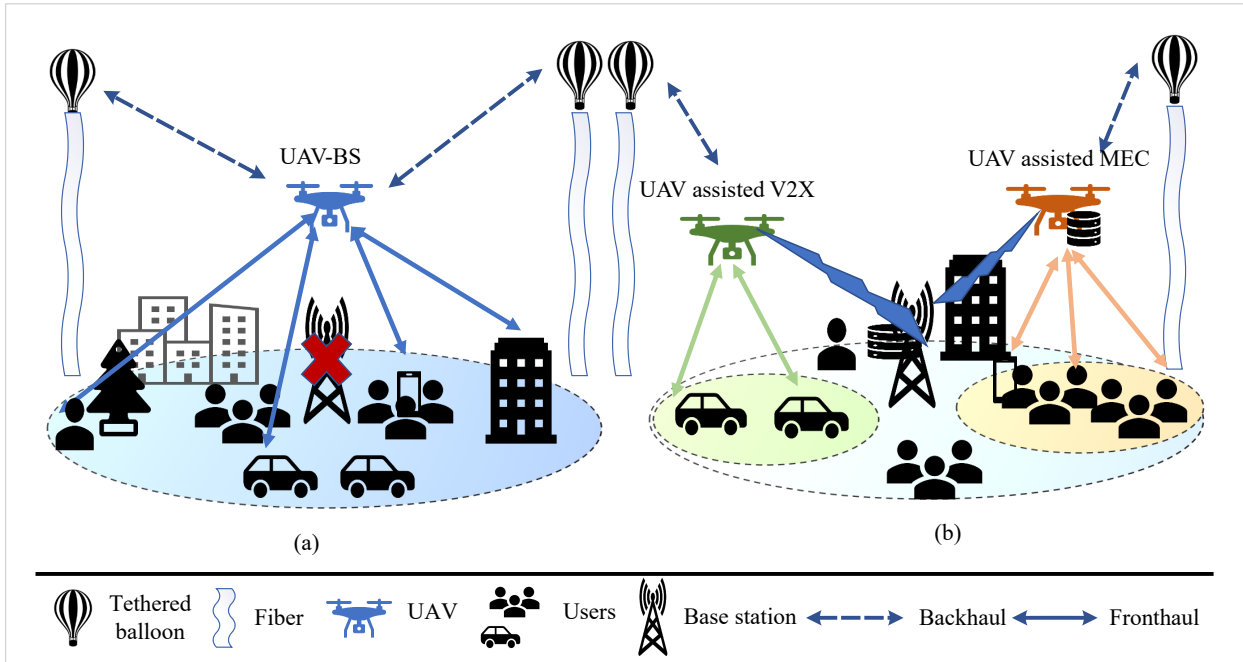 UAV-BS
UAV assisted V2X
UAV assisted MEC
(a)
(b)
Tethered
balloon
Fiber
UAV
Users
Base station
Backhaul
Fronthaul